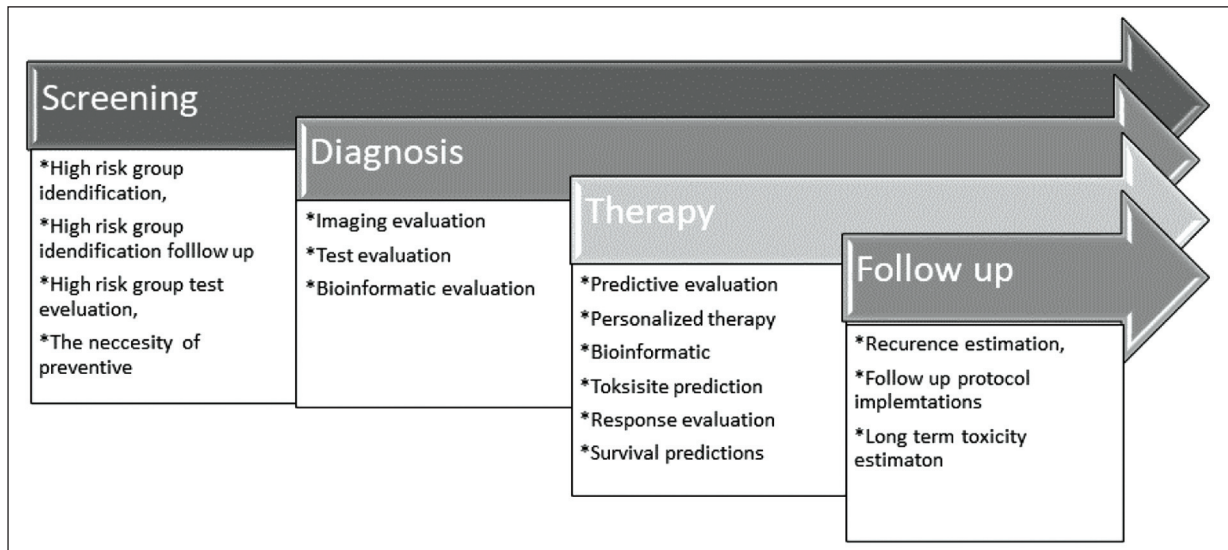 Screening
*High risk group
idendification,
*High risk group
identification folllow up
*High risk group test
eveluation,
*The neccesity of
preventive
Diagnosis
*Imaging evaluation
*Test evaluation
*Bioinformatic evaluation
Therapy
*Predictive evaluation
*Personalized therapy
*Bioinformatic
*Toksisite prediction
*Response evaluation
*Survival predictions
Follow up
*Recurence estimation,
*Follow up protocol
implemtations
*Long term toxicity
estimaton